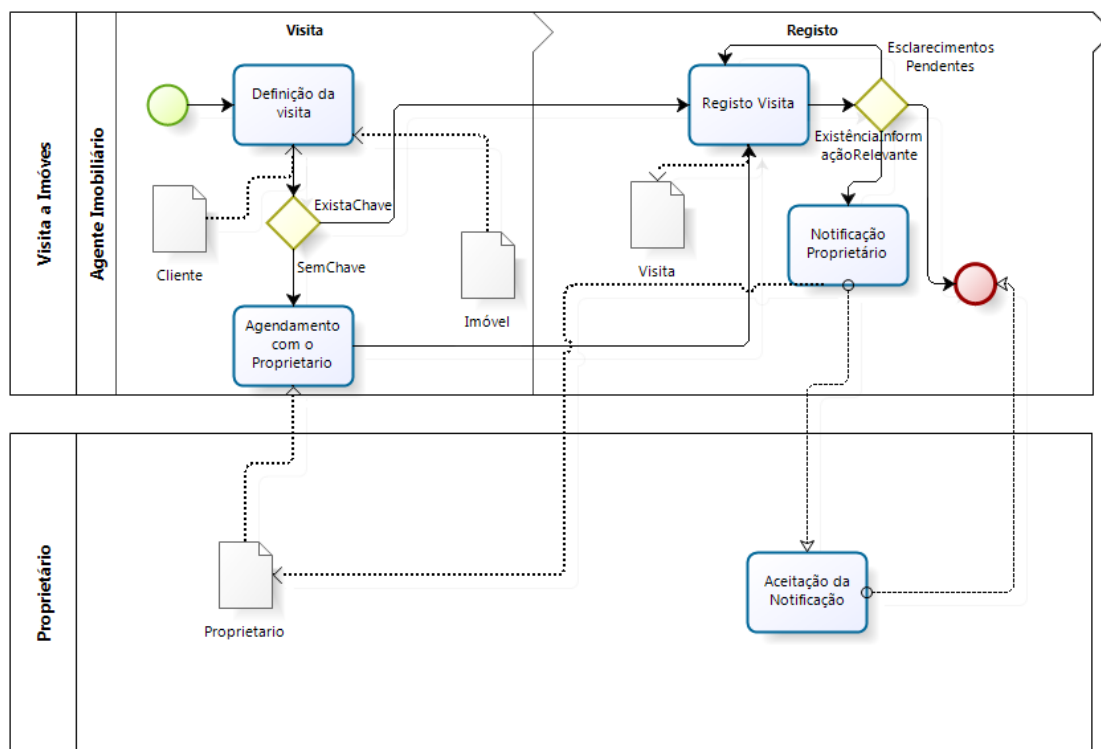 Visita a Imóves
Agente Imobiliário
Visita
Registo
Definição da
visita
Cliente
ExistaChave
SemChave
Imóvel
Agendamento
com o
Proprietario
Registo Visita
Esclarecimentos
Pendentes
ExistênciaInform
açãoRelevante
Visita
Notificação
Proprietário
Proprietário
Proprietario
Aceitação da
Notificação